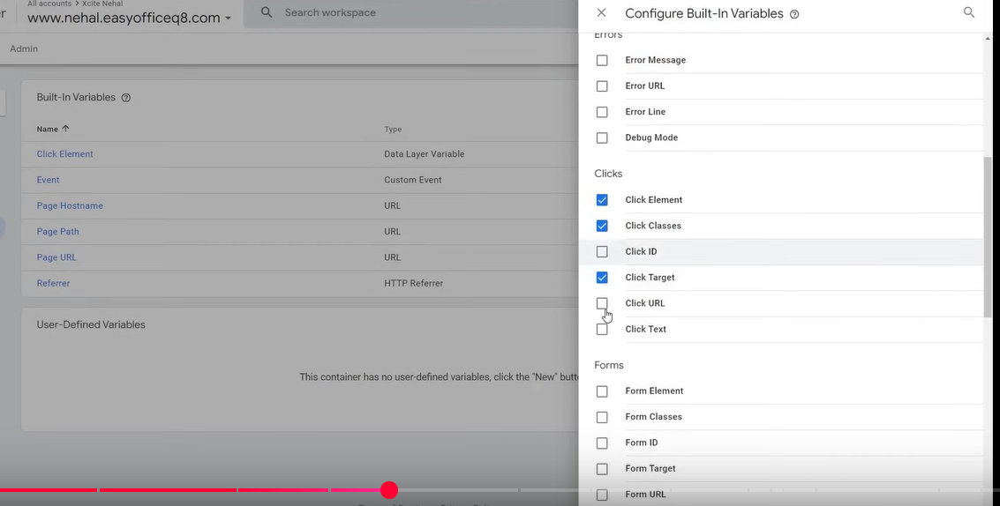 r
All accounts > Xcite Nehal
www.nehal.easyofficeq8.com
Search workspace
Admin
Built-In Variables
Name
Type
Click Element
Data Layer Variable
Event
Custom Event
Page Hostname
URL
Page Path
URL
Page URL
URL
Referrer
HTTP Referrer
User-Defined Variables
This container has no user-defined variables, click the "New"
Configure Built-In Variables
Errors
Error Message
Error URL
Error Line
Debug Mode
Clicks
Click Element
Click Classes
Click ID
Click Target
Click URL
Click Text
Forms
Form Element
Form Classes
Form ID
Form Target
Form URL